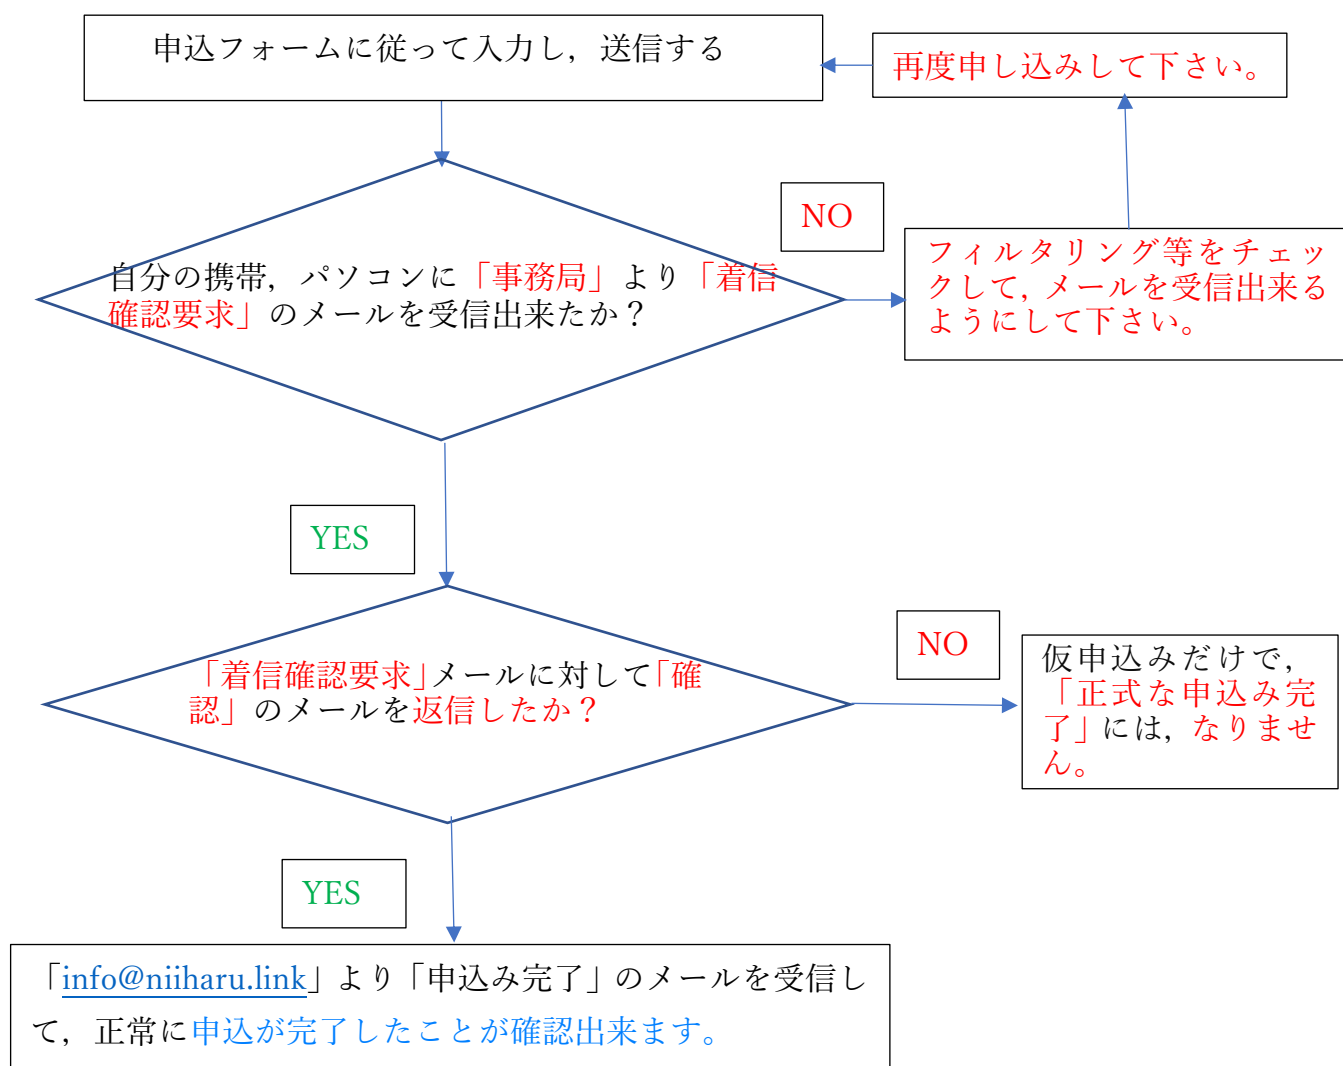 申込フォームに従って入力し，送信する
再度申し込みして下さい。
NO
自分の携帯，パソコンに「事務局」より「着信
確認要求」のメールを受信出来たか？
フィルタリング等をチェッ
クして，メールを受信出来る
ようにして下さい。
YES
NO
「着信確認要求」メールに対して「確
認」のメールを返信したか？
仮申込みだけで，
「正式な申込み完
了」には，なりませ
ん。
YES
「info@niiharu.link」より「申込み完了」のメールを受信し
て，正常に申込が完了したことが確認出来ます。